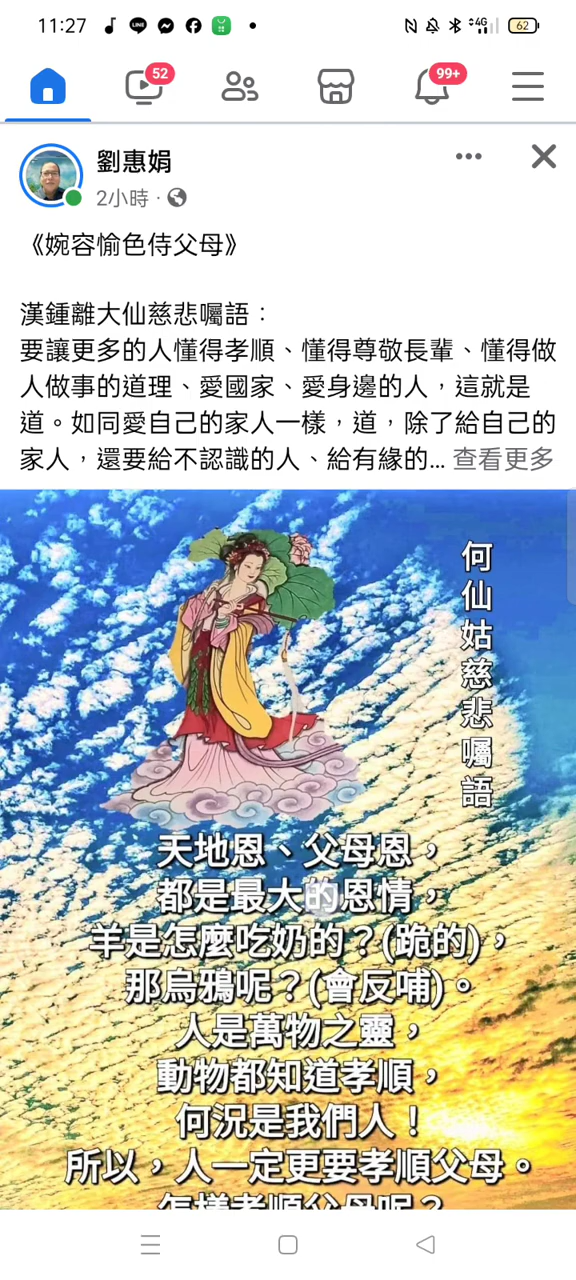 11:27
4G
62
52
99+
劉惠娟
2小時
《婉容愉色侍父母》
漢鍾離大仙慈悲囑語：
要讓更多的人懂得孝順、懂得尊敬長輩、懂得做
人做事的道理、愛國家、愛身邊的人，這就是
道。如同愛自己的家人一樣，道，除了給自己的
家人，還要給不認識的人、給有緣的... 查看更多
何仙姑慈悲囑語
天地恩、父母恩，
都是最大的恩情，
羊是怎麼吃奶的？(跪的)，
那烏鴉呢？(會反哺)。
人是萬物之靈，
動物都知道孝順，
何況是我們人！
所以，人一定更要孝順父母。
怎樣孝順父母呢？